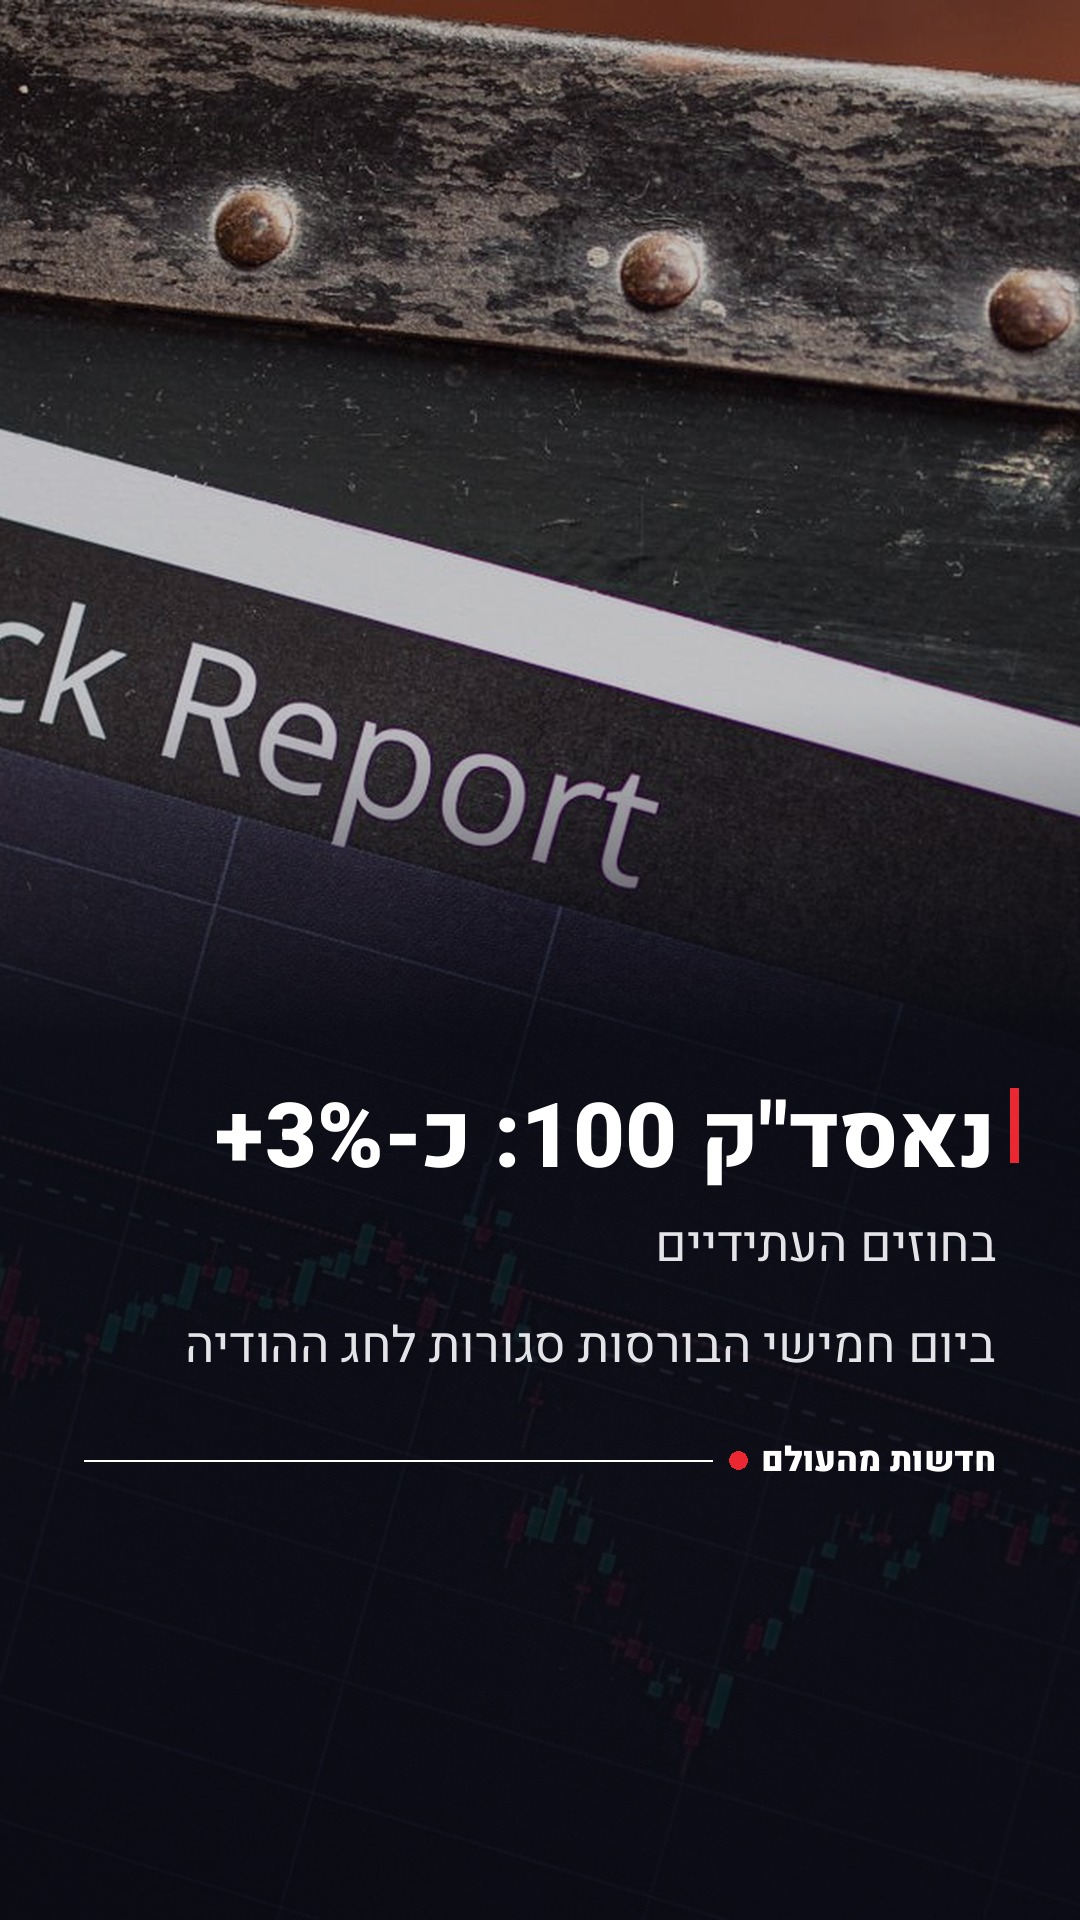 ck Report
נאסד"ק 100: כ-3%+
בחוזים העתידיים
ביום חמישי הבורסות סגורות לחג ההודיה
חדשות מהעולם